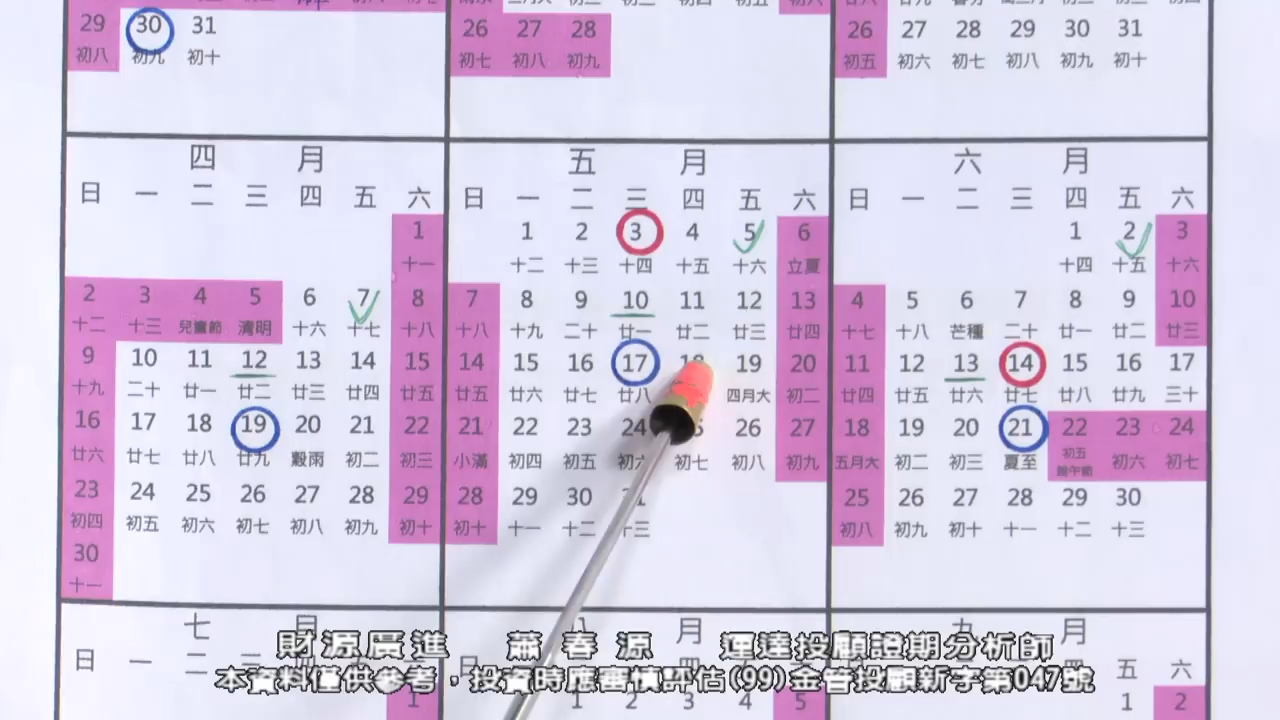 29 30 31 26 27 28 26 27 28 29 30 31
初八 初九 初十 初七 初八 初九 初五 初六 初七 初八 初九 初十
四 月 五 月 六 月
日 一 二 三 四 五 六 日 一 二 三 四 五 六 日 一 二 三 四 五 六
1 1 2 3 4 5 6 1 2 3
十一 十二 十三 十四 十五 十六 立夏 十四 十五 十六
2 3 4 5 6 7 8 7 8 9 10 11 12 13 4 5 6 7 8 9 10
十二 十三 兒童節 清明 十六 十七 十八 十八 十九 二十 廿一 廿二 廿三 廿四 十七 十八 芒種 二十 廿一 廿二 廿三
9 10 11 12 13 14 15 14 15 16 17 18 19 20 11 12 13 14 15 16 17
十九 二十 廿一 廿二 廿三 廿四 廿五 廿五 廿六 廿七 廿八 四月大 初二 廿四 廿五 廿六 廿七 廿八 廿九 三十
16 17 18 19 20 21 22 21 22 23 24 26 27 18 19 20 21 22 23 24
廿六 廿七 廿八 廿九 穀雨 初二 初三 小滿 初四 初五 初六 初七 初八 初九 五月大 初二 初三 夏至 初五 端午節 初六 初七
23 24 25 26 27 28 29 28 29 30 31 25 26 27 28 29 30
初四 初五 初六 初七 初八 初九 初十 初十 十一 十二 十三 初八 初九 初十 十一 十二 十三
30
十一
七 月 月 九 月
財源廣進 蕭春源 運達投顧證期分析師
日 一 日 五 六
本資料僅供參考，投資時應審慎評估(99)金管投顧新字第047號
1 1 2 3 4 5 1 2